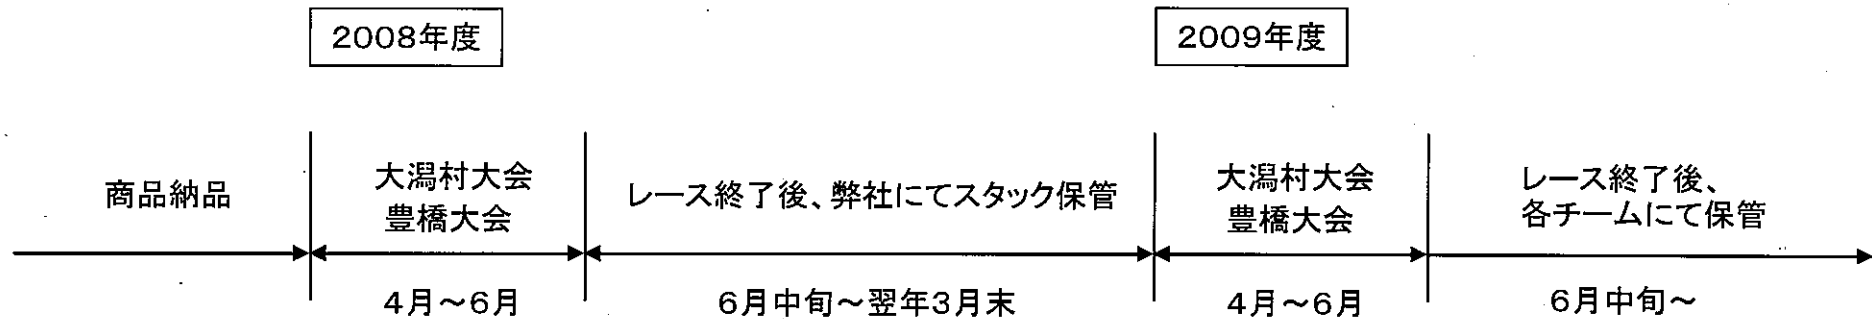 2008年度
2009年度
商品納品
大潟村大会
豊橋大会
レース終了後、弊社にてスタック保管
大潟村大会
豊橋大会
レース終了後、
各チームにて保管
4月～6月
6月中旬～翌年3月末
4月～6月
6月中旬～